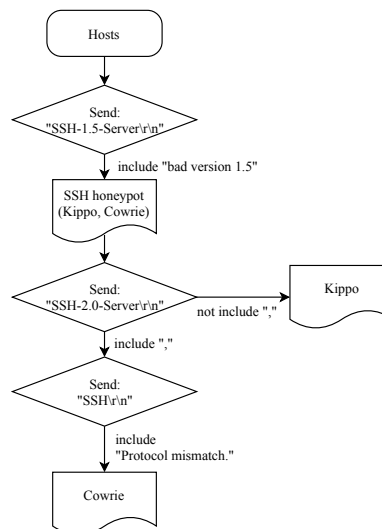 Hosts
Send:
"SSH-1.5-Server\r\n"
include "bad version 1.5"
SSH honeypot
(Kippo, Cowrie)
Send:
"SSH-2.0-Server\r\n"
Kippo
not include ","
include ","
Send:
"SSH\r\n"
include
"Protocol mismatch."
Cowrie